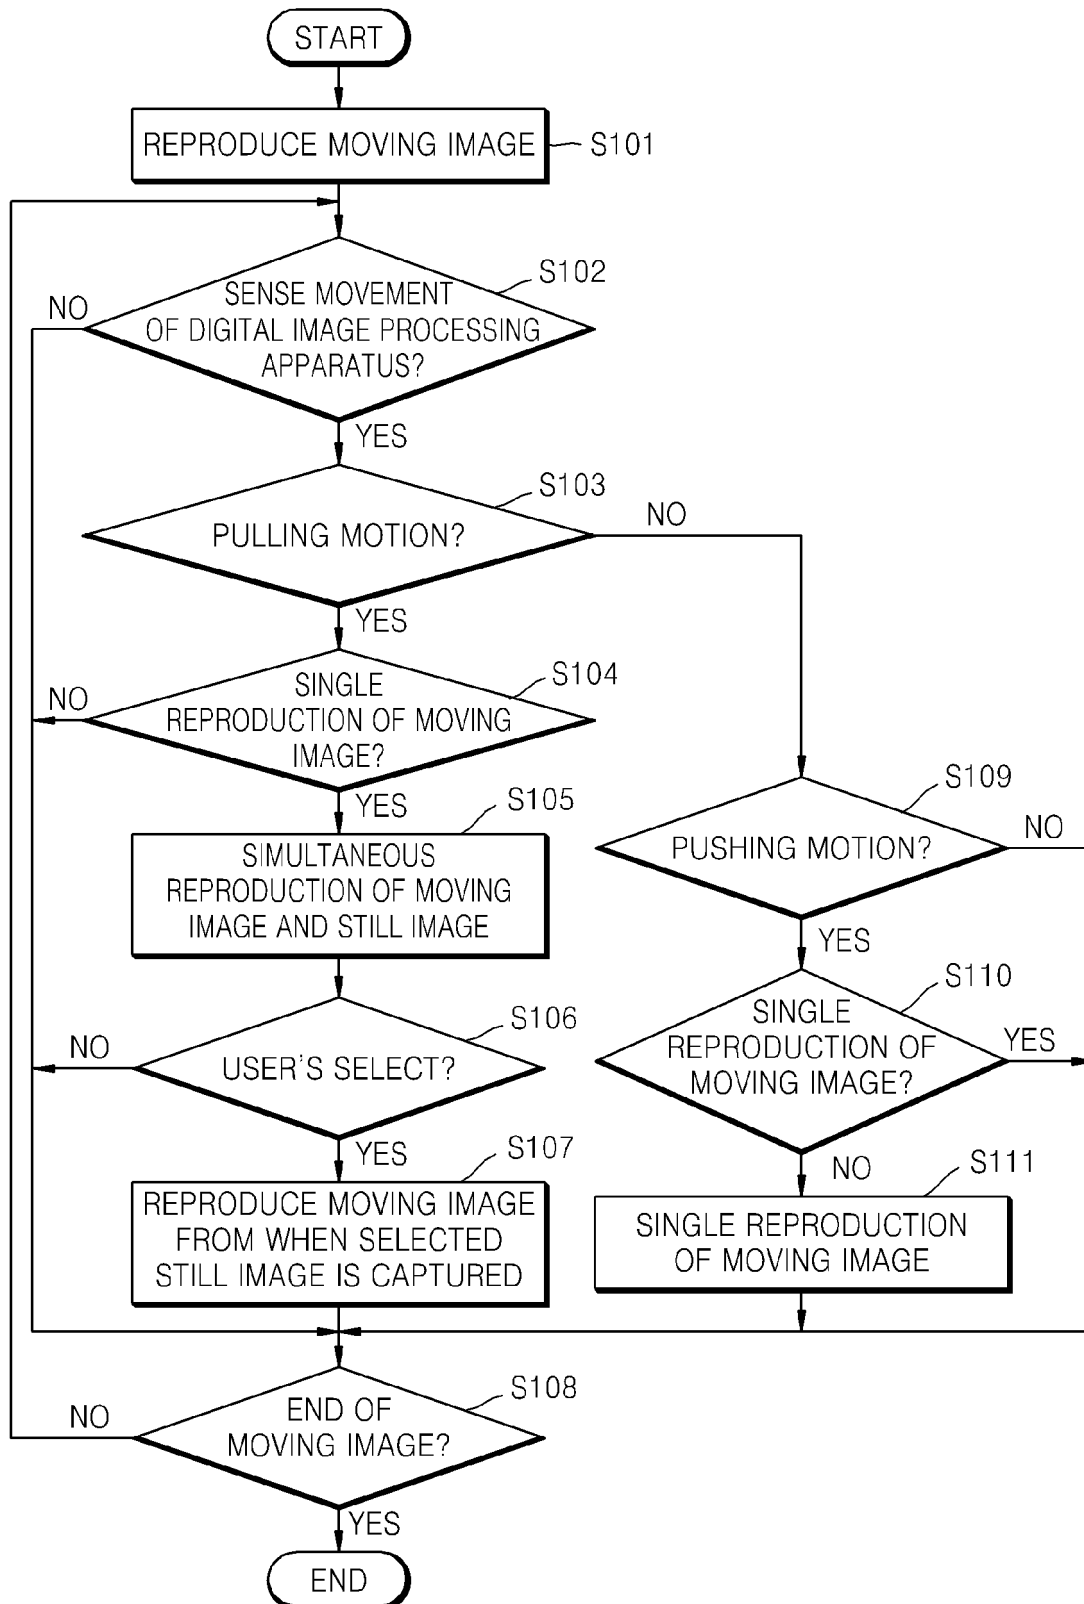 START
REPRODUCE MOVING IMAGE
S101
S102
NO
SENSE MOVEMENT
OF DIGITAL IMAGE PROCESSING
APPARATUS?
YES
S103
PULLING MOTION?
NO
YES
S104
NO
SINGLE
REPRODUCTION OF MOVING
IMAGE?
YES
S105
SIMULTANEOUS
REPRODUCTION OF MOVING
IMAGE AND STILL IMAGE
S106
NO
USER'S SELECT?
YES
S107
REPRODUCE MOVING IMAGE
FROM WHEN SELECTED
STILL IMAGE IS CAPTURED
S109
PUSHING MOTION?
NO
YES
S110
SINGLE
REPRODUCTION OF
MOVING IMAGE?
YES
NO
S111
SINGLE REPRODUCTION
OF MOVING IMAGE
S108
NO
END OF
MOVING IMAGE?
YES
END